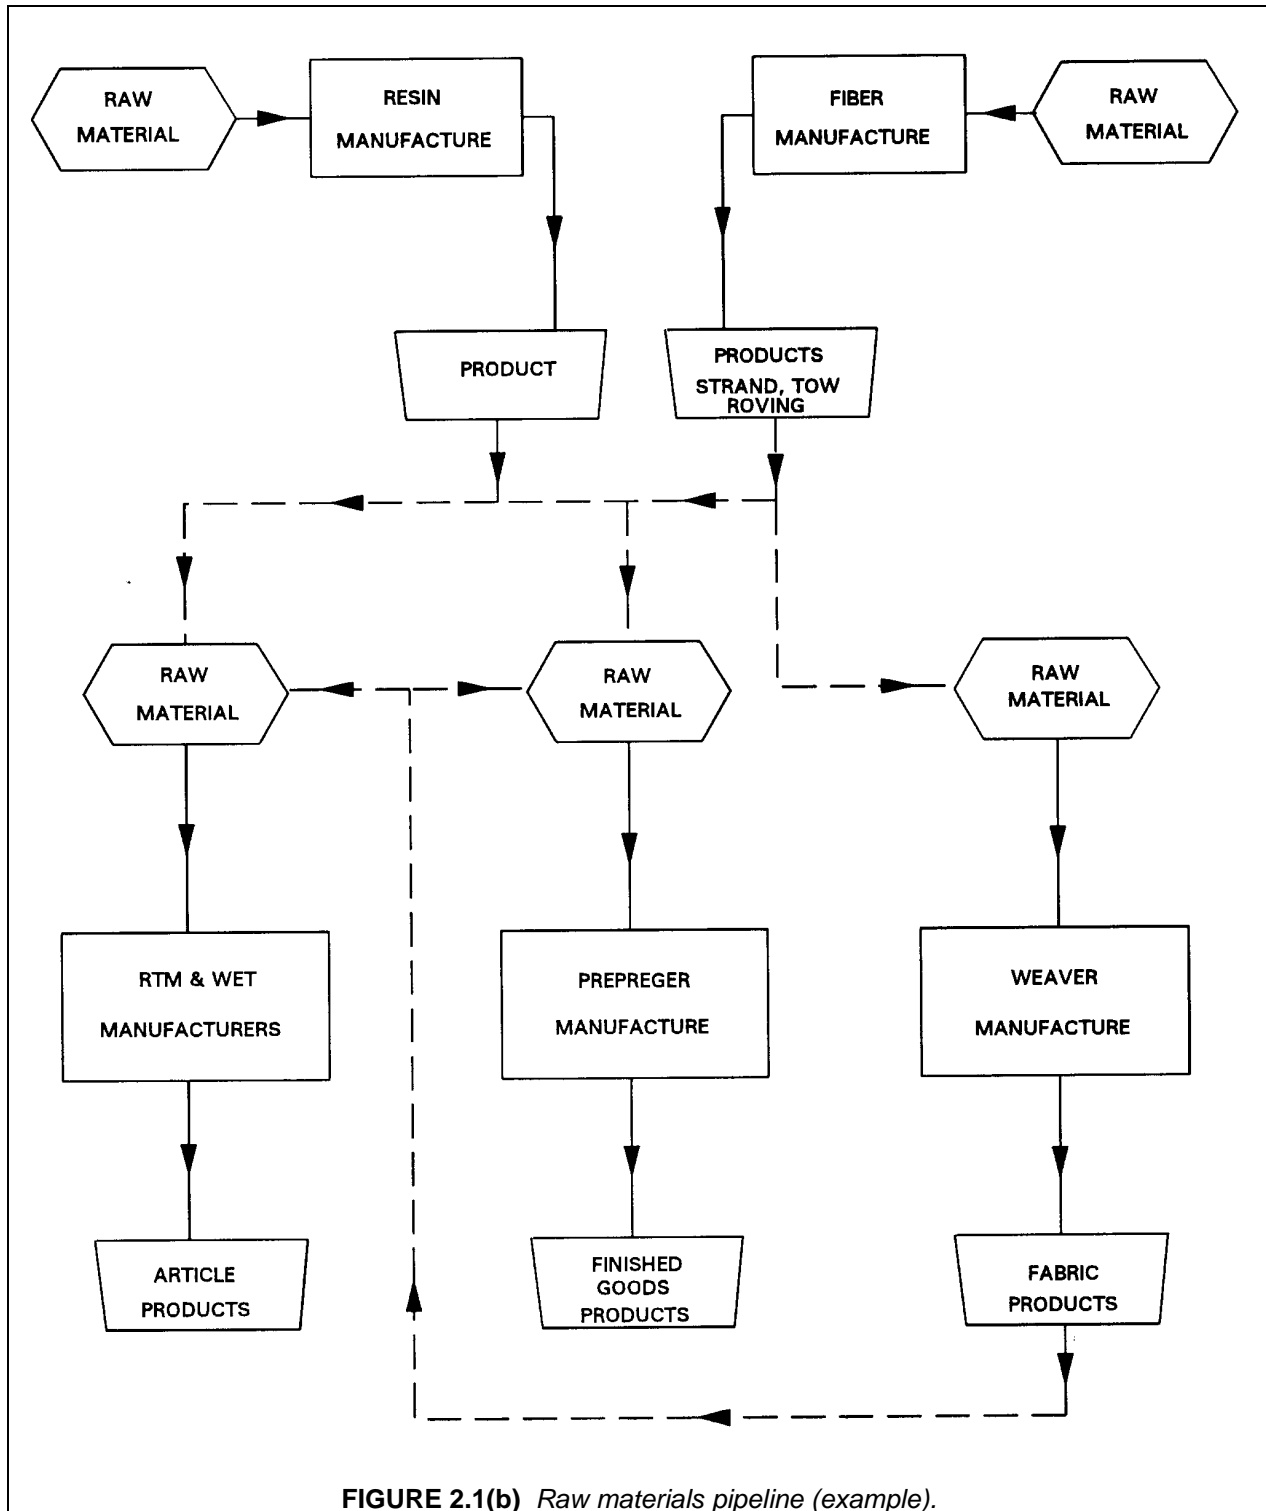 RAW
MATERIAL
RESIN
MANUFACTURE
FIBER
MANUFACTURE
RAW
MATERIAL
PRODUCT
PRODUCTS
STRAND, TOW
ROVING
RAW
MATERIAL
RAW
MATERIAL
RAW
MATERIAL
RTM & WET
MANUFACTURERS
PREPREGER
MANUFACTURE
WEAVER
MANUFACTURE
ARTICLE
PRODUCTS
FINISHED
GOODS
PRODUCTS
FABRIC
PRODUCTS
FIGURE 2.1(b) Raw materials pipeline (example).